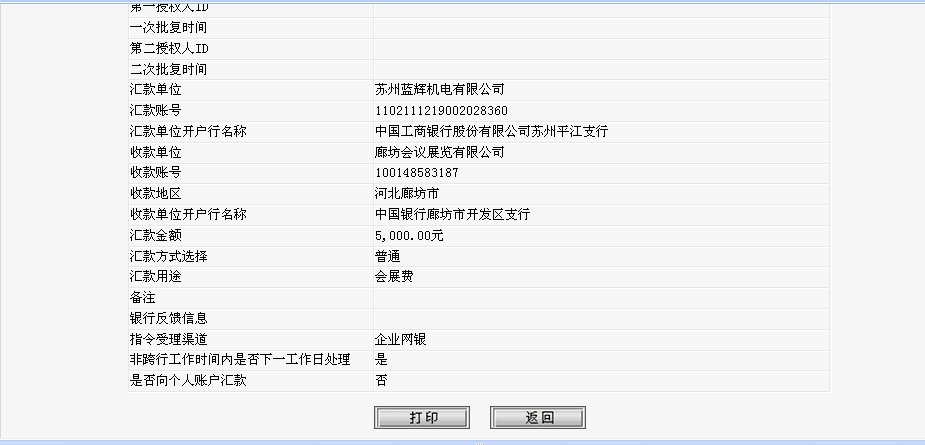 第一授权人ID
一次批复时间
第二授权人ID
二次批复时间
汇款单位 苏州蓝辉机电有限公司
汇款账号 1102111219002028360
汇款单位开户行名称 中国工商银行股份有限公司苏州平江支行
收款单位 廊坊会议展览有限公司
收款账号 100148583187
收款地区 河北廊坊市
收款单位开户行名称 中国银行廊坊市开发区支行
汇款金额 5,000.00元
汇款方式选择 普通
汇款用途 会展费
备注
银行反馈信息
指令受理渠道 企业网银
非跨行工作时间内是否下一工作日处理 是
是否向个人账户汇款 否
打印 返回